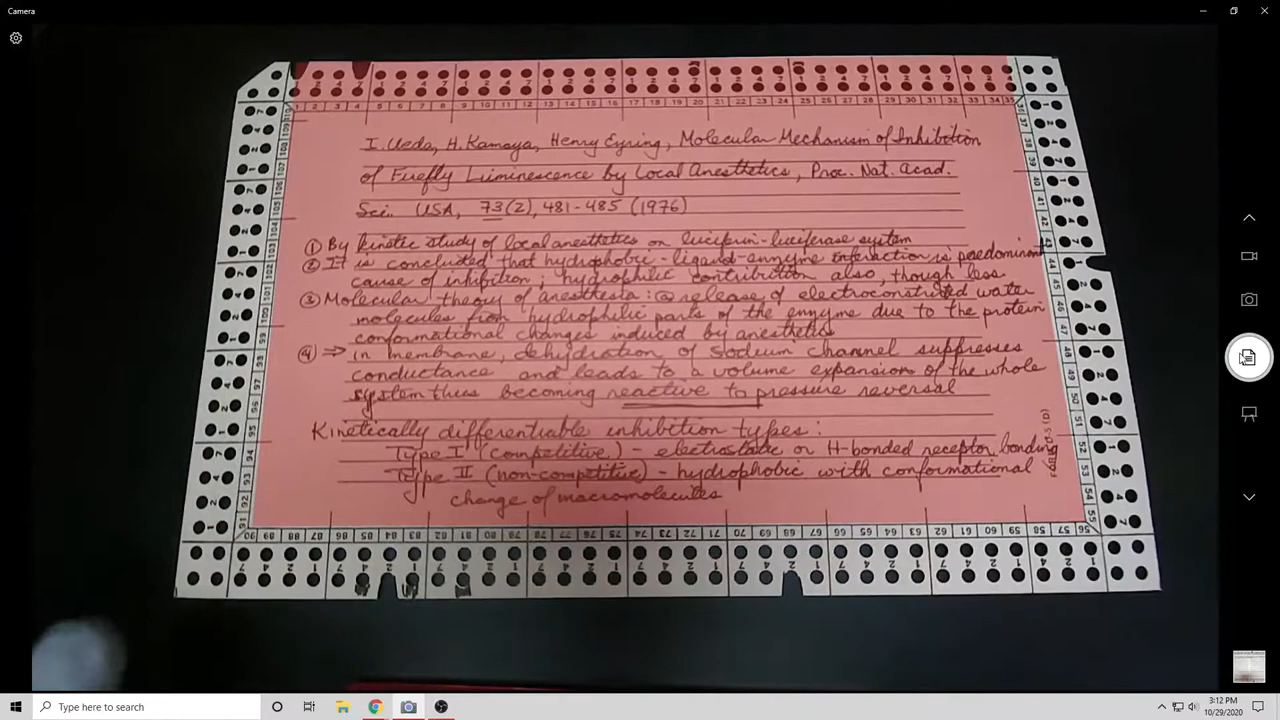 Camera
I. Ueda, H. Kamaya, Henry Eyring, Molecular Mechanism of Inhibition
of Firefly Luminescence by Local Anesthetics, Proc. Nat. Acad.
Sci. USA, 73(2), 481-485 (1976)
① By kinetic study of local anesthetics on luciferin-luciferase system
② It is concluded that hydrophobic-ligand-enzyme interaction is predominant
cause of inhibition; hydrophilic contribution also, though less
③ Molecular theory of anesthesia: @ release of electroconstricted water
molecules from hydrophilic parts of the enzyme due to the protein
conformational changes induced by anesthetics
④ ⇒ in membrane, dehydration of sodium channel suppresses
conductance and leads to a volume expansion of the whole
system thus becoming reactive to pressure reversal
Kinetically differentiable inhibition types:
Type I (competitive) - electrostatic or H-bonded receptor bonding
Type II (non-competitive) - hydrophobic with conformational
change of macromolecules
Type here to search
3:12 PM
10/29/2020